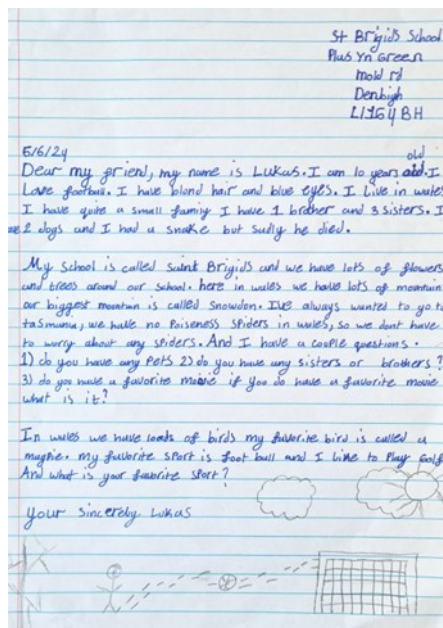 St Brigids School
Plas Yn Green
mold rd
Denbigh
LL16 4 BH
5/6/24
old
Dear my friend, my name is Lukas. I am 10 years old. I
Love football. I have blond hair and blue eyes. I Live in wales
I have quite a small family I have 1 brother and 3 sisters. I
2 dogs and I had a snake but sudly he died.
My school is called saint Brigids and we have lots of flowers
and trees around our school. here in wales we have lots of mountain
our biggest mountain is called snowdon. I've always wanted to go to
tasmania, we have no Poiseness spiders in wales, so we dont have
to worry about any spiders. And I have a couple questions.
1) do you have any Pets 2) do you have any sisters or brothers?
3) do you have a favorite movie if you do have a favorite movie
what is it?
In wales we have loads of birds my favorite bird is called a
magpie. my favorite sport is foot ball and I like to Play golf
And what is your favorite sport?
your sincereby Lukas